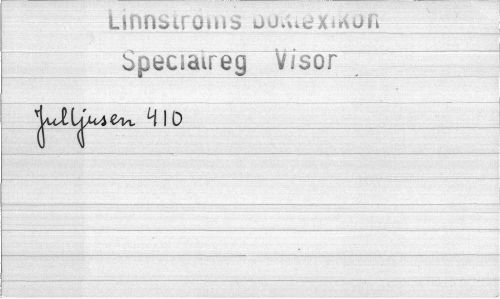 Linnströms boklexikon
Specialreg Visor
Julljusen 410